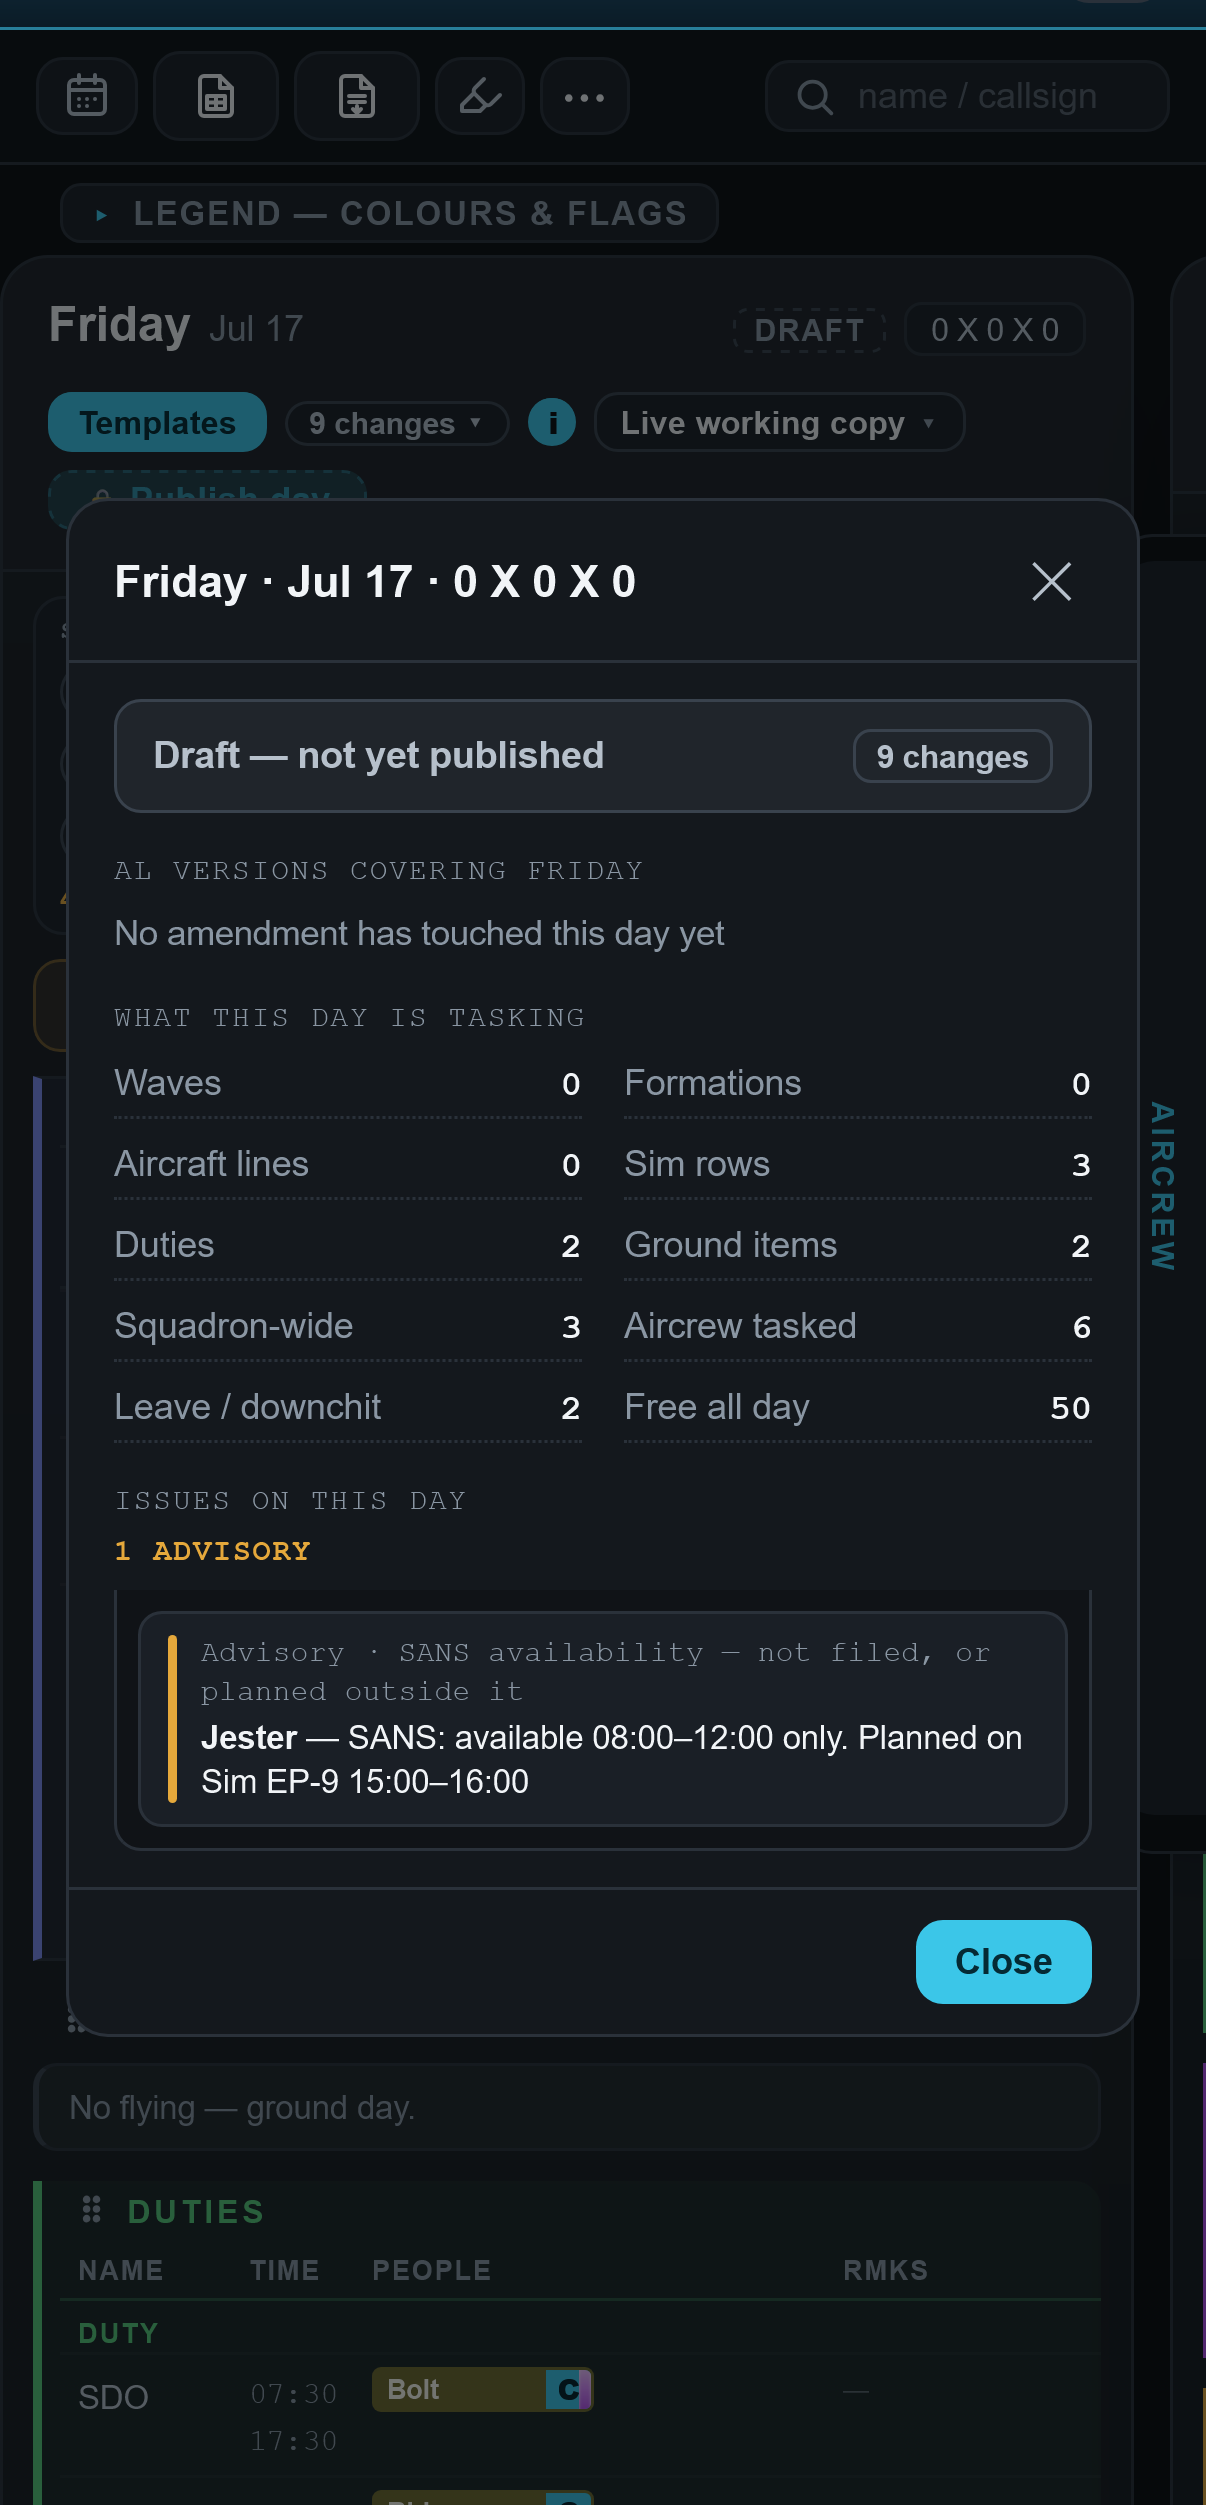 name / callsign
▸ LEGEND — COLOURS & FLAGS
Friday Jul 17
DRAFT
0 X 0 X 0
Templates
9 changes ▾
i
Live working copy ▾
Publish day
Friday · Jul 17 · 0 X 0 X 0
Draft — not yet published
9 changes
AL VERSIONS COVERING FRIDAY
No amendment has touched this day yet
WHAT THIS DAY IS TASKING
Waves 0
Formations 0
Aircraft lines 0
Sim rows 3
Duties 2
Ground items 2
Squadron-wide 3
Aircrew tasked 6
Leave / downchit 2
Free all day 50
AIRCREW
ISSUES ON THIS DAY
1 ADVISORY
Advisory · SANS availability — not filed, or
planned outside it
Jester — SANS: available 08:00–12:00 only. Planned on
Sim EP-9 15:00–16:00
Close
No flying — ground day.
DUTIES
NAME TIME PEOPLE RMKS
DUTY
SDO 07:30 Bolt C —
17:30